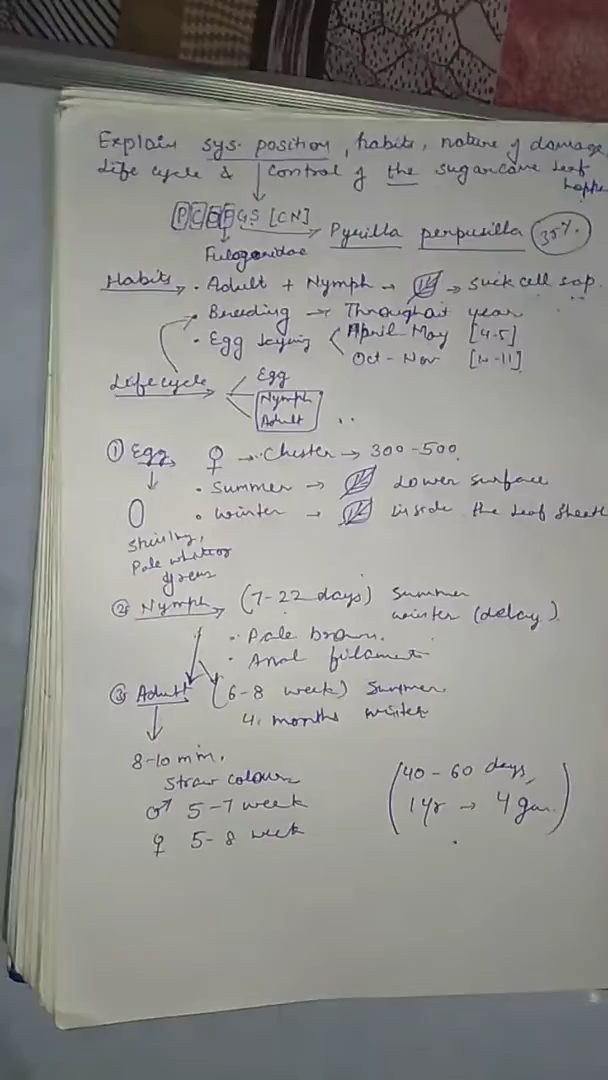 Explain sys. position, habits, nature of damage,
Life cycle & control of the sugarcane leaf
hoppe
PCOFGS [CN] → Pyrilla perpusilla 35%
Fulogoridae
Habits → • Adult + Nymph → → suck cell sap.
• Breeding → Throughout year
• Egg laying < April-May [4-5]
Oct - Nov [10-11]
Life cycle → Egg
Nymph
Adult
① Egg → ♀ → Cluster → 300-500
• Summer → Lower surface
• Winter → inside the leaf sheeth
Shining,
Pale whitish
green
② Nymph → (7-22 days) Summer
winter (delay)
• Pale brown.
• Anal filament
③ Adult (6-8 week) Summer
4. months winter
8-10 mm.
Straw colour
♂ 5-7 week
♀ 5-8 week
(40-60 days,
1 yr → 4 gen.)